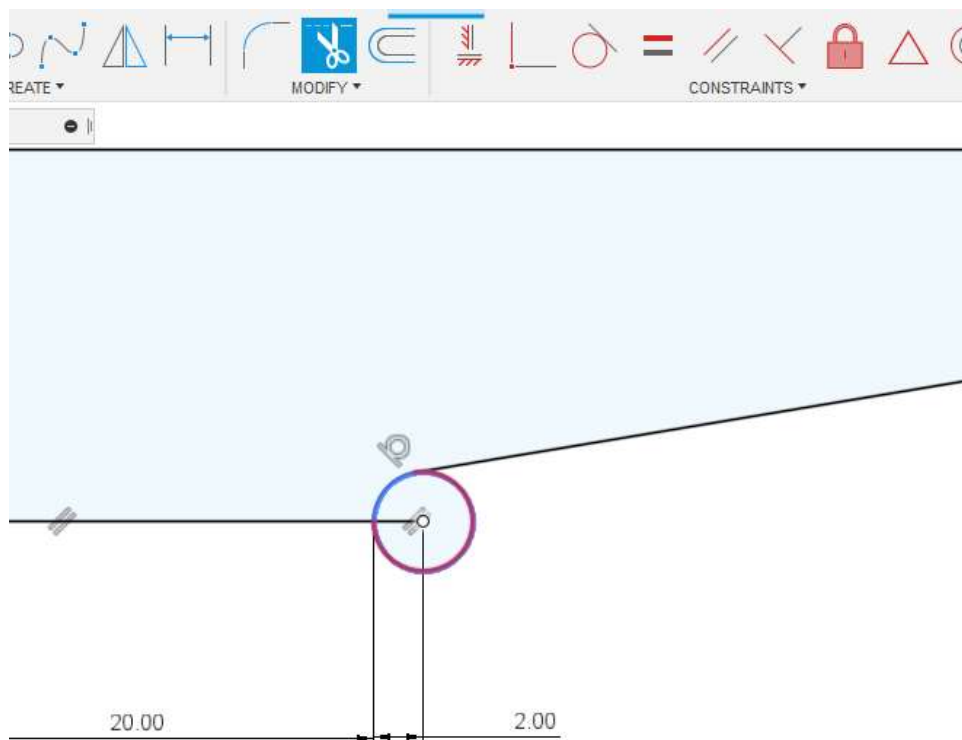 REATE ▾
MODIFY ▾
CONSTRAINTS ▾
20.00
2.00